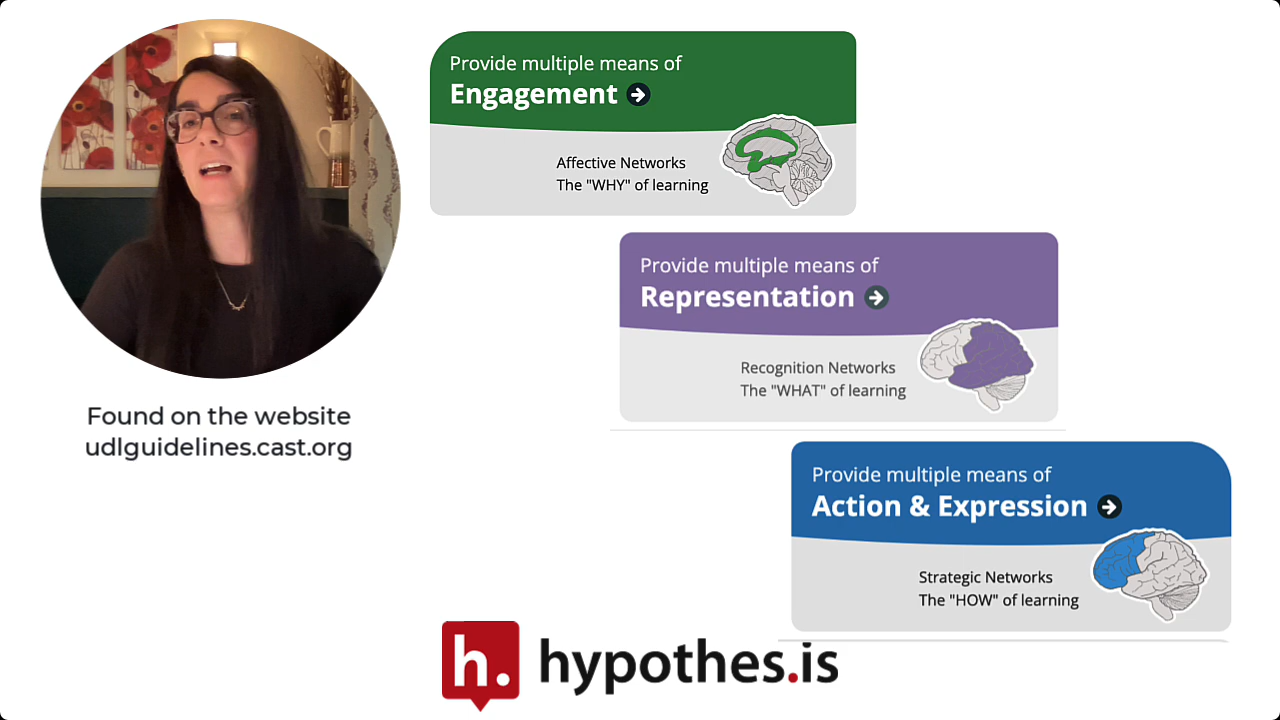 Provide multiple means of
Engagement
Affective Networks
The "WHY" of learning
Provide multiple means of
Representation
Recognition Networks
The "WHAT" of learning
Found on the website
udlguidelines.cast.org
Provide multiple means of
Action & Expression
Strategic Networks
The "HOW" of learning
h. hypothes.is